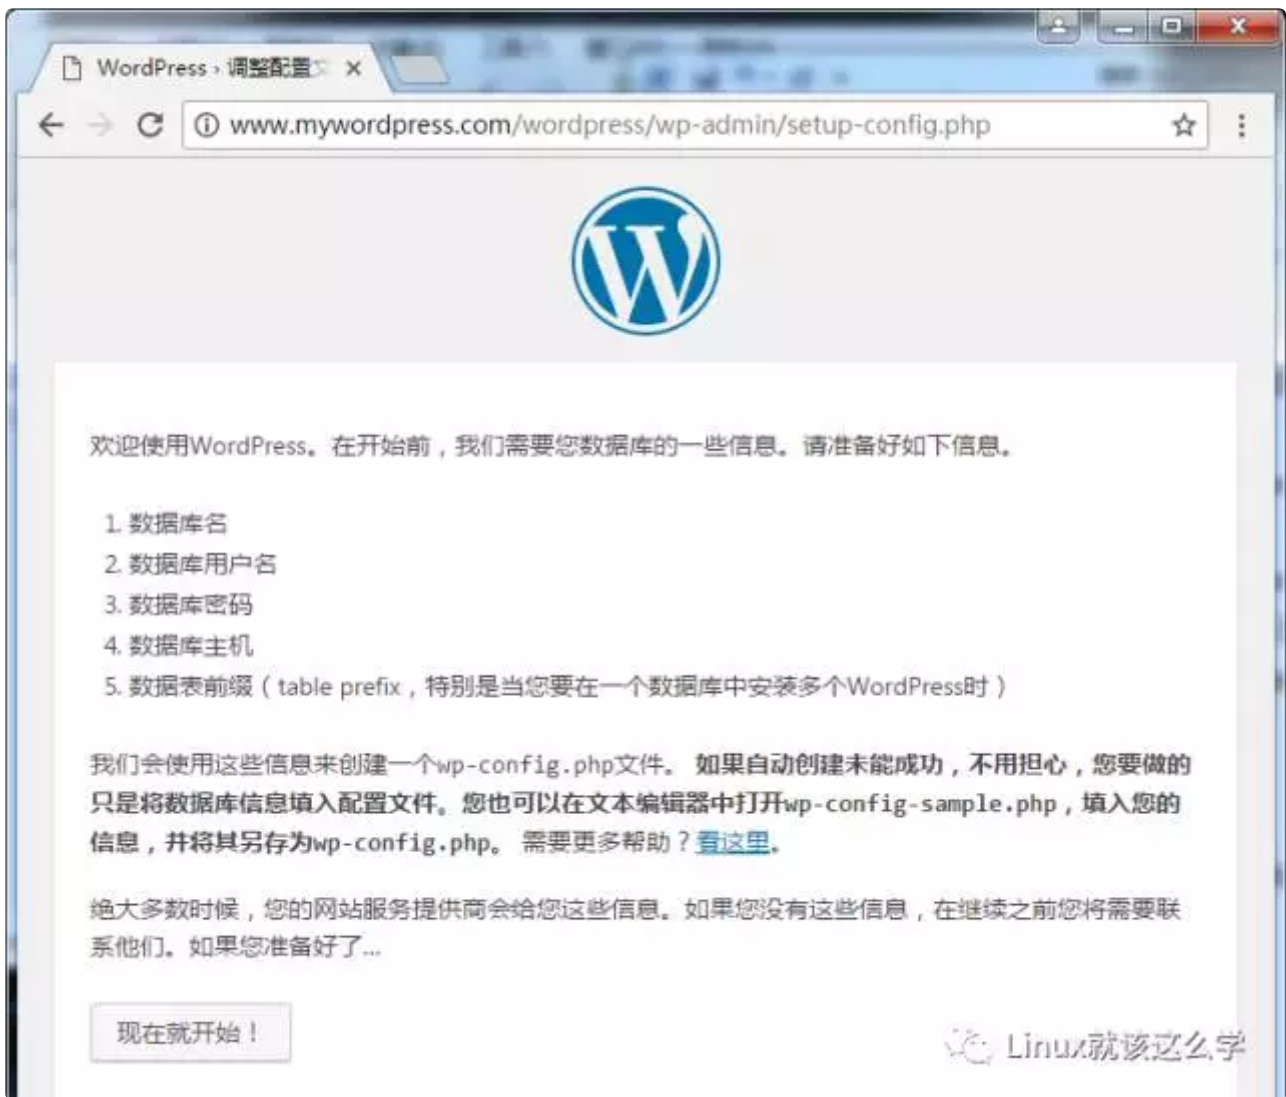 WordPress › 调整配置文
www.mywordpress.com/wordpress/wp-admin/setup-config.php
欢迎使用WordPress。在开始前，我们需要您数据库的一些信息。请准备好如下信息。
1. 数据库名
2. 数据库用户名
3. 数据库密码
4. 数据库主机
5. 数据表前缀（table prefix，特别是当您要在一个数据库中安装多个WordPress时）
我们会使用这些信息来创建一个wp-config.php文件。 如果自动创建未能成功，不用担心，您要做的
只是将数据库信息填入配置文件。您也可以在文本编辑器中打开wp-config-sample.php，填入您的
信息，并将其另存为wp-config.php。 需要更多帮助？看这里。
绝大多数时候，您的网站服务提供商会给您这些信息。如果您没有这些信息，在继续之前您将需要联
系他们。如果您准备好了...
现在就开始！
Linux就该这么学